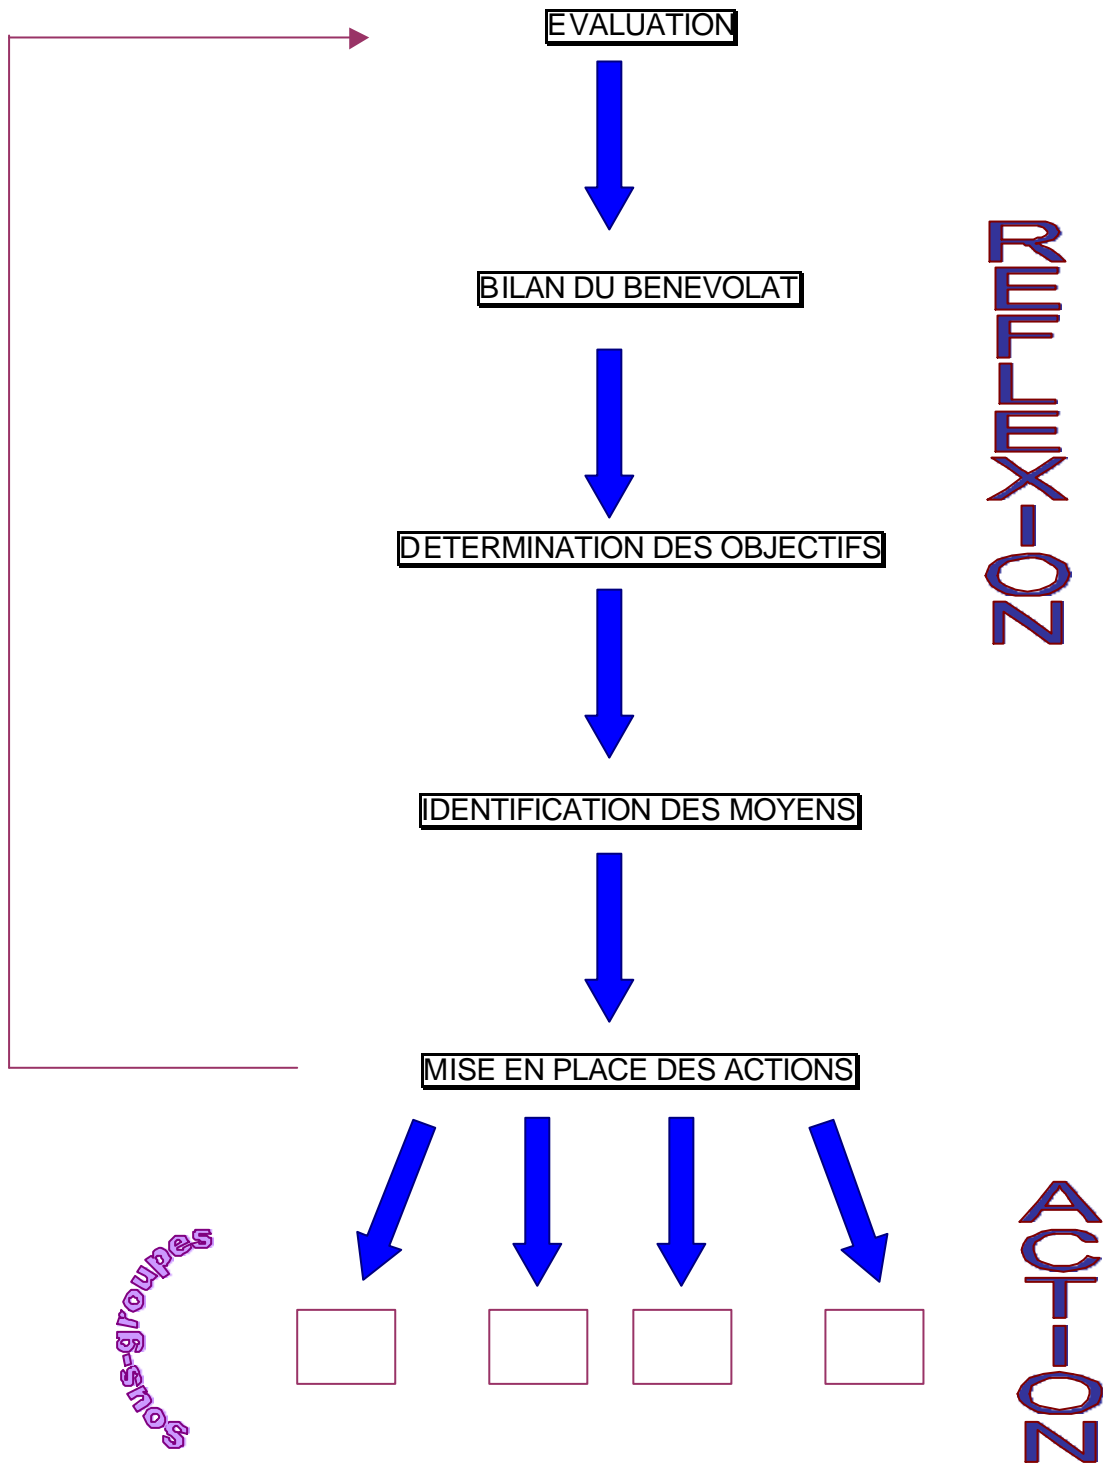 EVALUATION
BILAN DU BENEVOLAT
REFLEXION
DETERMINATION DES OBJECTIFS
IDENTIFICATION DES MOYENS
MISE EN PLACE DES ACTIONS
Sous-groupes
ACTION